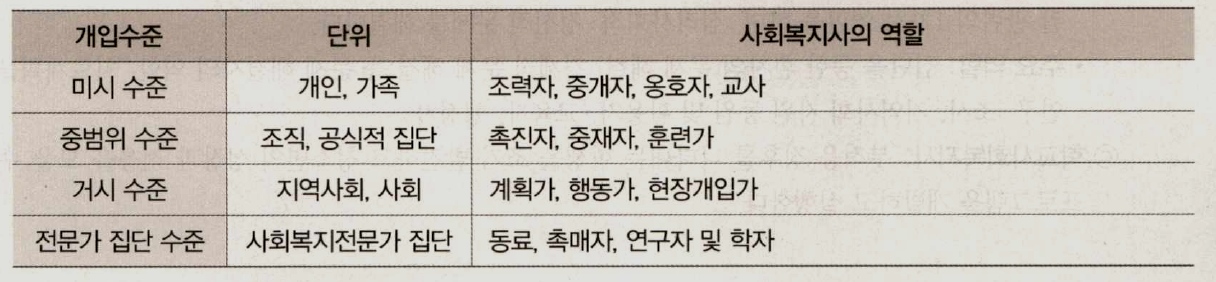 개입수준 단위 사회복지사의 역할
미시 수준 개인, 가족 조력자, 중개자, 옹호자, 교사
중범위 수준 조직, 공식적 집단 촉진자, 중재자, 훈련가
거시 수준 지역사회, 사회 계획가, 행동가, 현장개입가
전문가 집단 수준 사회복지전문가 집단 동료, 촉매자, 연구자 및 학자